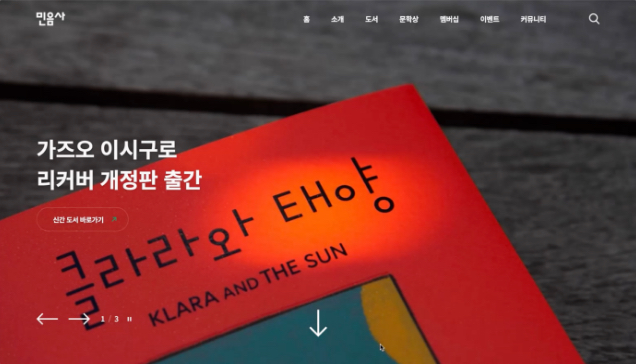 민음사
홈 소개 도서 문학상 멤버십 이벤트 커뮤니티
가즈오 이시구로
리커버 개정판 출간
신간 도서 바로가기
클라라와 태양
KLARA AND THE SUN
1 / 3